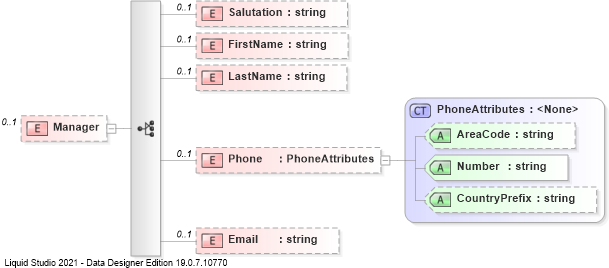 0..1
E Salutation : string
0..1
E FirstName : string
0..1
E LastName : string
0..1
E Manager
CT PhoneAttributes : <None>
A AreaCode : string
0..1
E Phone : PhoneAttributes
A Number : string
A CountryPrefix : string
0..1
E Email : string
Liquid Studio 2021 - Data Designer Edition 19.0.7.10770